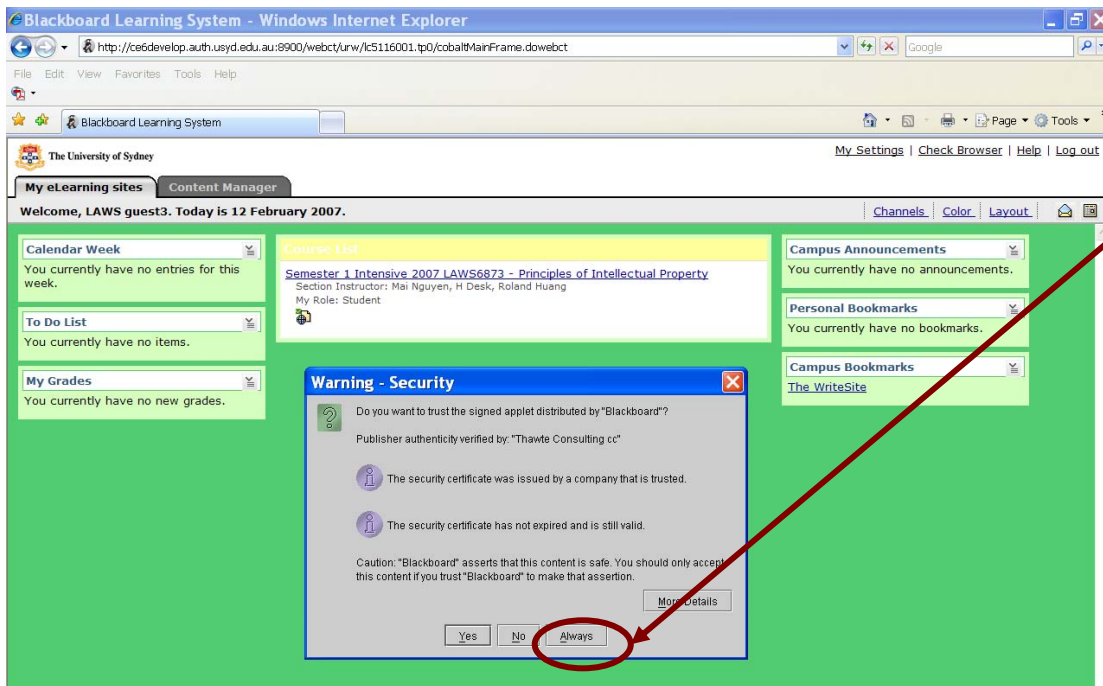 Blackboard Learning System - Windows Internet Explorer
http://ce6develop.auth.usyd.edu.au:8900/webct/urw/lc5116001.tp0/cobaltMainFrame.dowebct
Google
File Edit View Favorites Tools Help
Blackboard Learning System
Page
Tools
The University of Sydney
My Settings | Check Browser | Help | Log out
My eLearning sites
Content Manager
Welcome, LAWS guest3. Today is 12 February 2007.
Channels
Color
Layout
Calendar Week
You currently have no entries for this
week.
To Do List
You currently have no items.
My Grades
You currently have no new grades.
Course List
Semester 1 Intensive 2007 LAWS6873 - Principles of Intellectual Property
Section Instructor: Mai Nguyen, H Desk, Roland Huang
My Role: Student
Campus Announcements
You currently have no announcements.
Personal Bookmarks
You currently have no bookmarks.
Campus Bookmarks
The WriteSite
Warning - Security
Do you want to trust the signed applet distributed by "Blackboard"?
Publisher authenticity verified by: "Thawte Consulting cc"
The security certificate was issued by a company that is trusted.
The security certificate has not expired and is still valid.
Caution: "Blackboard" asserts that this content is safe. You should only accept
this content if you trust "Blackboard" to make that assertion.
More Details
Yes
No
Always